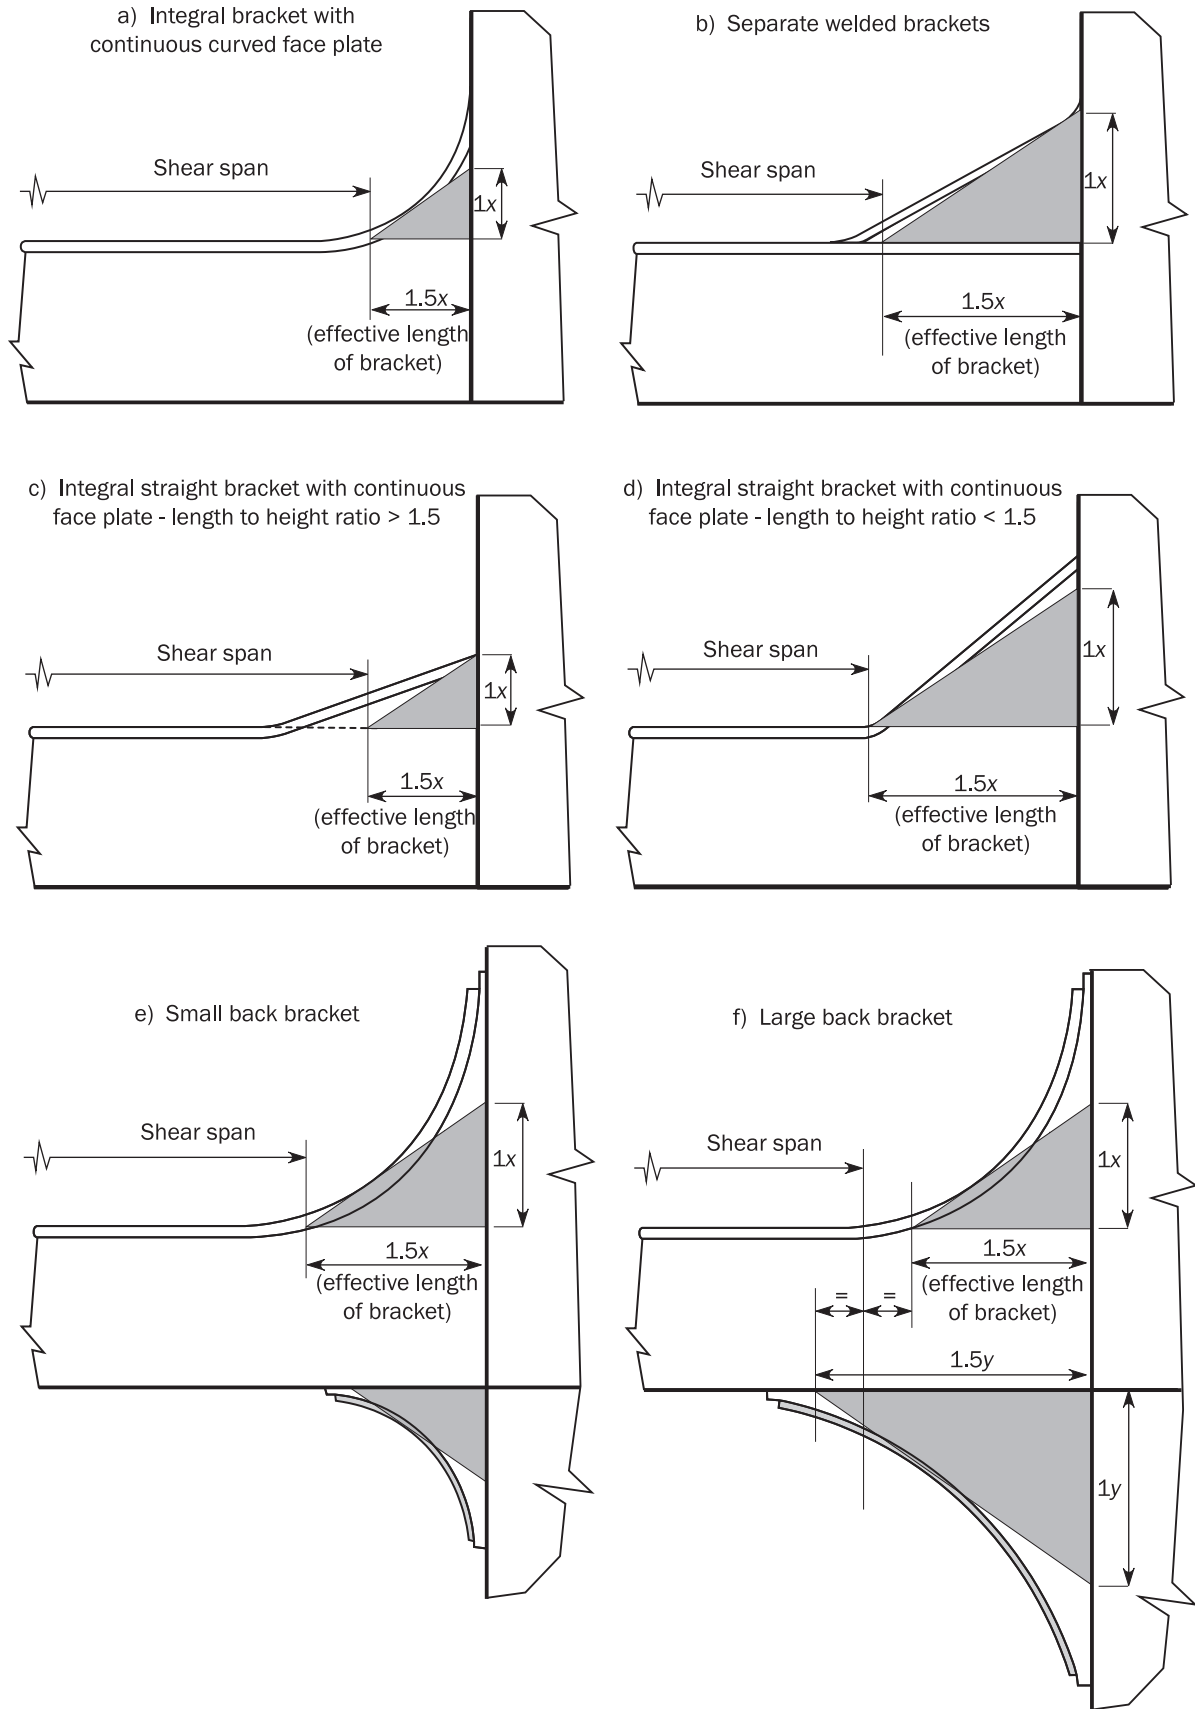 a) Integral bracket with
continuous curved face plate
Shear span
1x
1.5x
(effective length
of bracket)
b) Separate welded brackets
Shear span
1x
1.5x
(effective length
of bracket)
c) Integral straight bracket with continuous
face plate - length to height ratio > 1.5
Shear span
1x
1.5x
(effective length
of bracket)
d) Integral straight bracket with continuous
face plate - length to height ratio < 1.5
Shear span
1x
1.5x
(effective length
of bracket)
e) Small back bracket
Shear span
1x
1.5x
(effective length
of bracket)
f) Large back bracket
Shear span
1x
1.5x
(effective length
of bracket)
= =
1.5y
1y